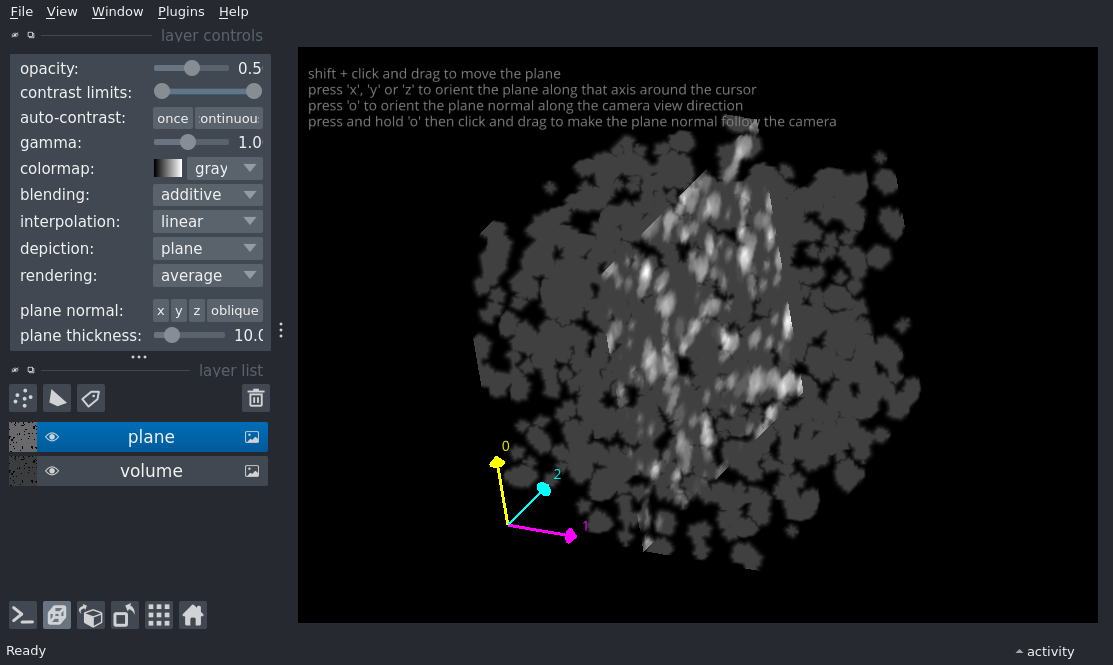 File View Window Plugins Help
layer controls
opacity: 0.5
contrast limits:
auto-contrast: once ontinuou
gamma: 1.0
colormap: gray
blending: additive
interpolation: linear
depiction: plane
rendering: average
plane normal: x y z oblique
plane thickness: 10.0
layer list
plane
volume
shift + click and drag to move the plane
press 'x', 'y' or 'z' to orient the plane along that axis around the cursor
press 'o' to orient the plane normal along the camera view direction
press and hold 'o' then click and drag to make the plane normal follow the camera
0
2
1
Ready
activity